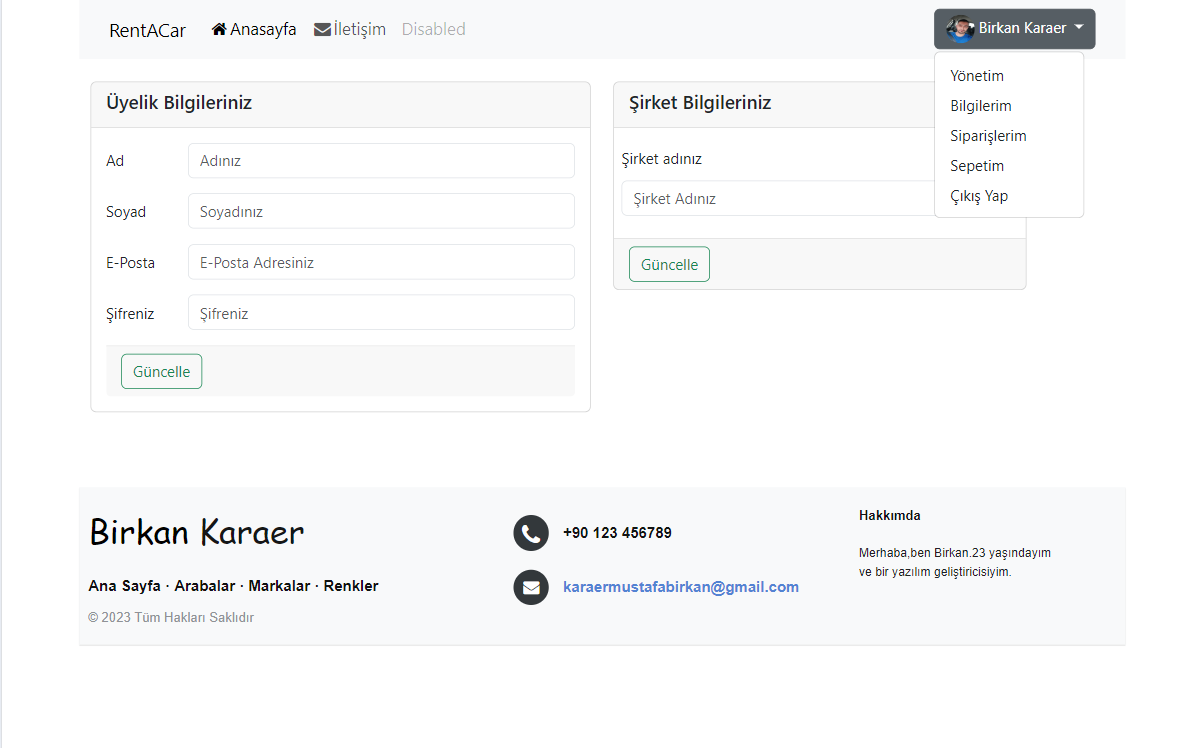 RentACar Anasayfa İletişim Disabled Birkan Karaer
Yönetim
Bilgilerim
Siparişlerim
Sepetim
Çıkış Yap
Üyelik Bilgileriniz
Ad Adınız
Soyad Soyadınız
E-Posta E-Posta Adresiniz
Şifreniz Şifreniz
Güncelle
Şirket Bilgileriniz
Şirket adınız
Şirket Adınız
Güncelle
Birkan Karaer
Ana Sayfa · Arabalar · Markalar · Renkler
© 2023 Tüm Hakları Saklıdır
+90 123 456789
karaermustafabirkan@gmail.com
Hakkımda
Merhaba,ben Birkan.23 yaşındayım
ve bir yazılım geliştiricisiyim.